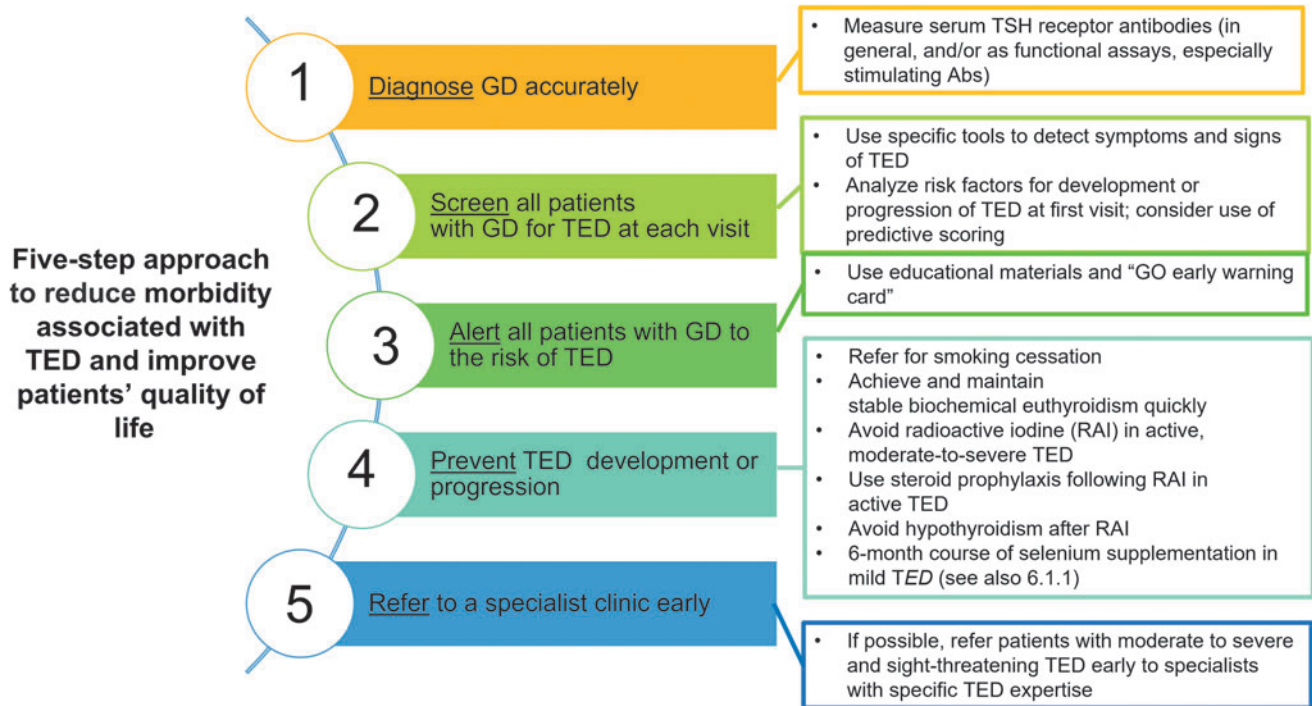 Five-step approach
to reduce morbidity
associated with
TED and improve
patients’ quality of
life
1
Diagnose GD accurately
• Measure serum TSH receptor antibodies (in
general, and/or as functional assays, especially
stimulating Abs)
2
Screen all patients
with GD for TED at each visit
• Use specific tools to detect symptoms and signs
of TED
• Analyze risk factors for development or
progression of TED at first visit; consider use of
predictive scoring
3
Alert all patients with GD to
the risk of TED
• Use educational materials and “GO early warning
card”
4
Prevent TED development or
progression
• Refer for smoking cessation
• Achieve and maintain
stable biochemical euthyroidism quickly
• Avoid radioactive iodine (RAI) in active,
moderate-to-severe TED
• Use steroid prophylaxis following RAI in
active TED
• Avoid hypothyroidism after RAI
• 6-month course of selenium supplementation in
mild TED (see also 6.1.1)
5
Refer to a specialist clinic early
• If possible, refer patients with moderate to severe
and sight-threatening TED early to specialists
with specific TED expertise